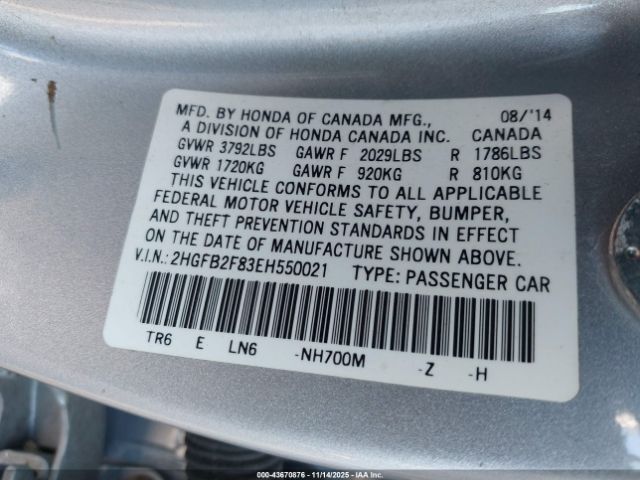 MFD. BY HONDA OF CANADA MFG., 08/'14
A DIVISION OF HONDA CANADA INC. CANADA
GVWR 3792LBS GAWR F 2029LBS R 1786LBS
GVWR 1720KG GAWR F 920KG R 810KG
THIS VEHICLE CONFORMS TO ALL APPLICABLE
FEDERAL MOTOR VEHICLE SAFETY, BUMPER,
AND THEFT PREVENTION STANDARDS IN EFFECT
ON THE DATE OF MANUFACTURE SHOWN ABOVE.
V.I.N.: 2HGFB2F83EH550021 TYPE: PASSENGER CAR
TR6 E LN6 -NH700M -Z -H
◁◁ 43670876 - 11/14/2025 - IAA Inc.